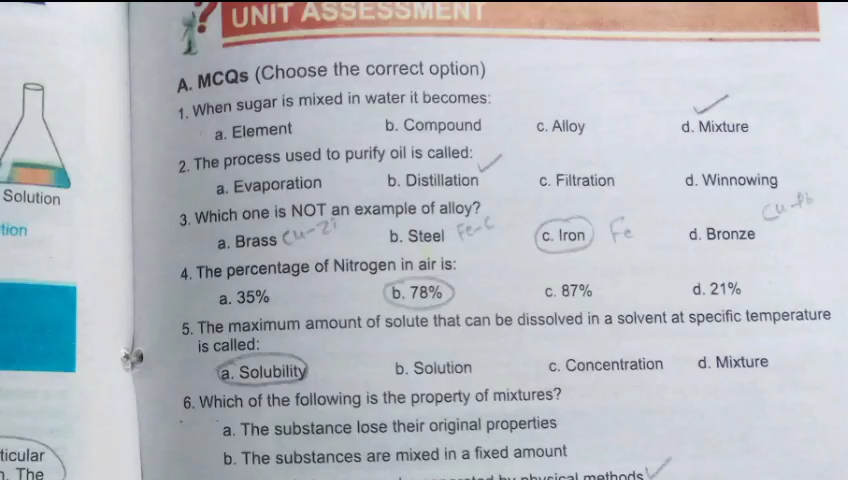 UNIT ASSESSMENT
A. MCQs (Choose the correct option)
1. When sugar is mixed in water it becomes:
a. Element b. Compound c. Alloy d. Mixture
2. The process used to purify oil is called:
a. Evaporation b. Distillation c. Filtration d. Winnowing
3. Which one is NOT an example of alloy?
a. Brass b. Steel Fe-C c. Iron Fe d. Bronze
4. The percentage of Nitrogen in air is:
a. 35% b. 78% c. 87% d. 21%
5. The maximum amount of solute that can be dissolved in a solvent at specific temperature
is called:
a. Solubility b. Solution c. Concentration d. Mixture
6. Which of the following is the property of mixtures?
a. The substance lose their original properties
b. The substances are mixed in a fixed amount
by physical methods
Solution
tion
ticular
The